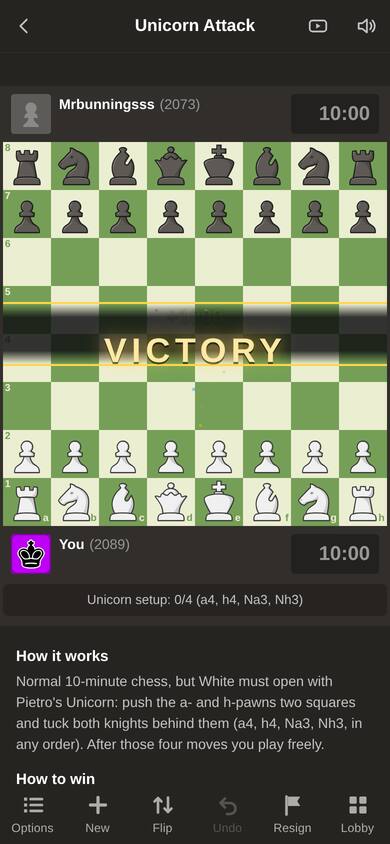 Unicorn Attack
Mrbunningsss (2073)
10:00
8
7
6
5
4
3
2
1
VICTORY
a b c d e f g h
You (2089)
10:00
Unicorn setup: 0/4 (a4, h4, Na3, Nh3)
How it works
Normal 10-minute chess, but White must open with
Pietro's Unicorn: push the a- and h-pawns two squares
and tuck both knights behind them (a4, h4, Na3, Nh3, in
any order). After those four moves you play freely.
How to win
Options New Flip Undo Resign Lobby